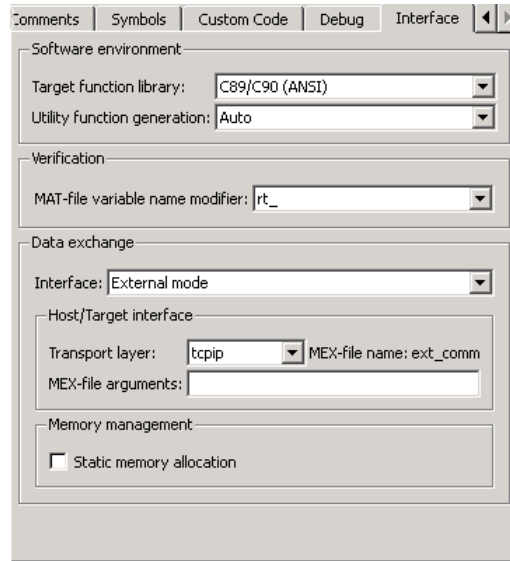 Comments Symbols Custom Code Debug Interface
Software environment
Target function library: C89/C90 (ANSI)
Utility function generation: Auto
Verification
MAT-file variable name modifier: rt_
Data exchange
Interface: External mode
Host/Target interface
Transport layer: tcpip MEX-file name: ext_comm
MEX-file arguments:
Memory management
Static memory allocation